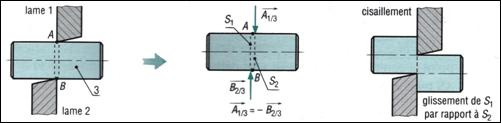 lame 1
A
B
3
lame 2
A1/3
S1
S2
A
B
B2/3
A1/3 = − B2/3
cisaillement
glissement de S1
par rapport à S2